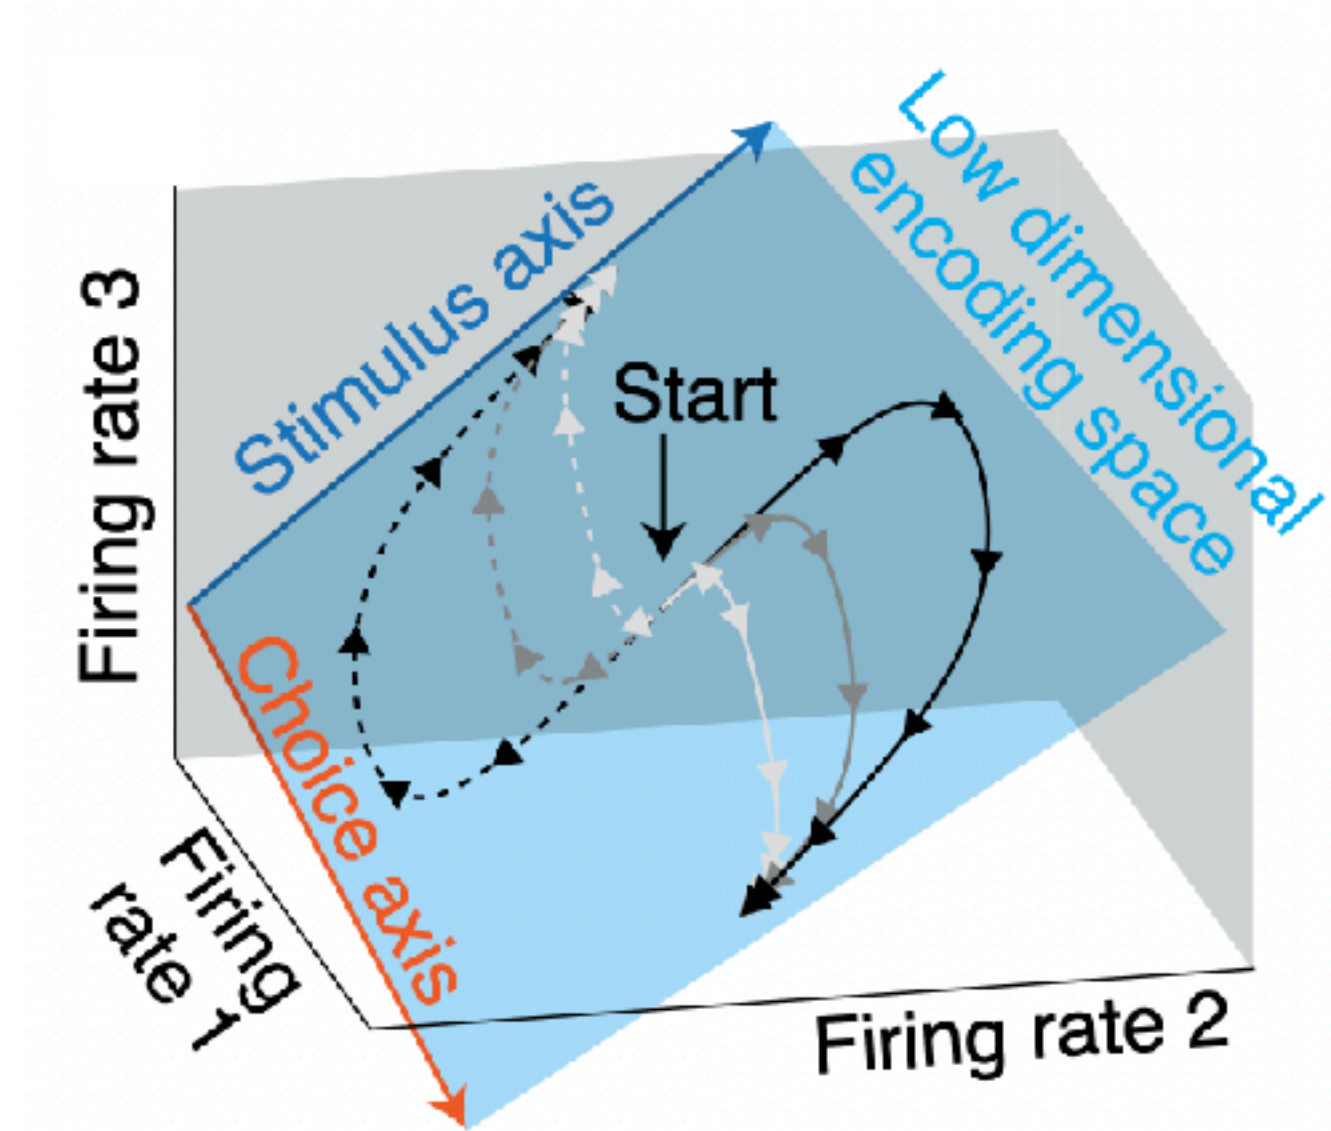 Low dimensional
encoding space
Stimulus axis
Start
Firing rate 3
Choice axis
Firing
rate 1
Firing rate 2